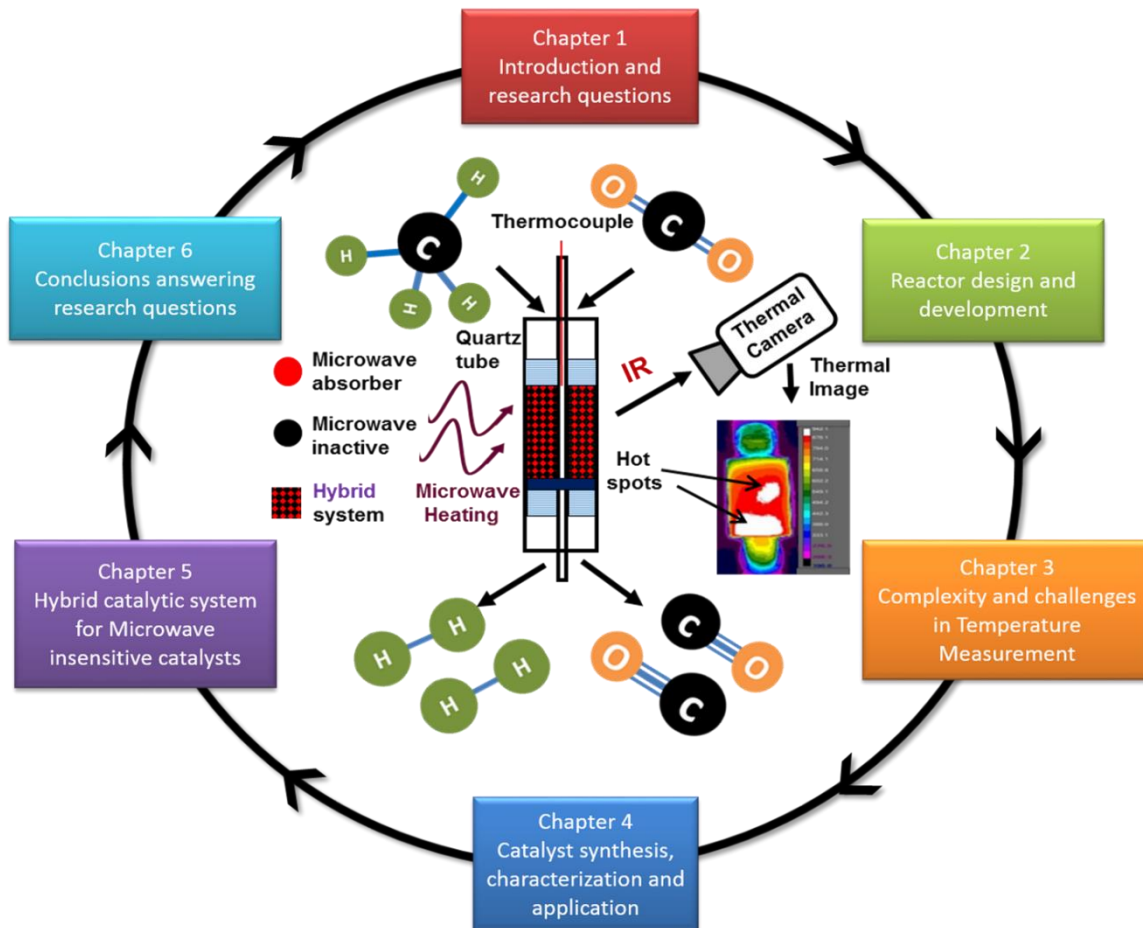 Chapter 1
Introduction and
research questions
Chapter 2
Reactor design and
development
Chapter 3
Complexity and challenges
in Temperature
Measurement
Chapter 4
Catalyst synthesis,
characterization and
application
Chapter 5
Hybrid catalytic system
for Microwave
insensitive catalysts
Chapter 6
Conclusions answering
research questions
H
H
C
H
H
Thermocouple
O
C
O
Quartz
tube
Microwave
absorber
Microwave
inactive
Hybrid
system
Microwave
Heating
IR
Thermal
Camera
Thermal
Image
Hot
spots
H
H
H
H
C
O
O
C